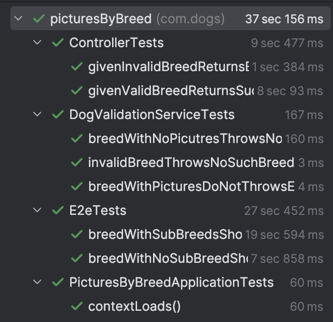 picturesByBreed (com.dogs) 37 sec 156 ms
ControllerTests 9 sec 477 ms
givenInvalidBreedReturnsE 1 sec 384 ms
givenValidBreedReturnsSuc 8 sec 93 ms
DogValidationServiceTests 167 ms
breedWithNoPicutresThrowsNo 160 ms
invalidBreedThrowsNoSuchBreed 3 ms
breedWithPicturesDoNotThrowsE 4 ms
E2eTests 27 sec 452 ms
breedWithSubBreedsSho 19 sec 594 ms
breedWithNoSubBreedSho 7 sec 858 ms
PicturesByBreedApplicationTests 60 ms
contextLoads() 60 ms